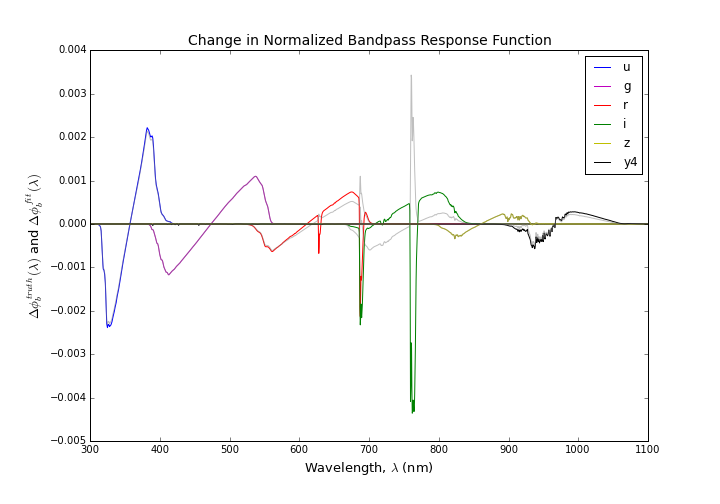 Change in Normalized Bandpass Response Function
0.004
0.003
0.002
0.001
0.000
−0.001
−0.002
−0.003
−0.004
−0.005
Δϕ_b^{truth}(λ) and Δϕ_b^{fit}(λ)
u
g
r
i
z
y4
300 400 500 600 700 800 900 1000 1100
Wavelength, λ (nm)